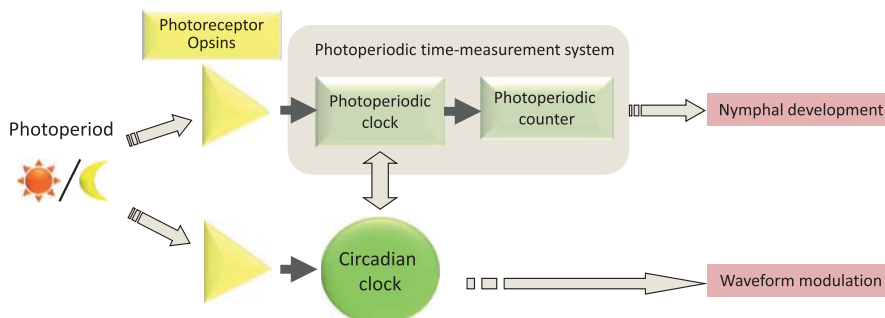 Photoreceptor
Opsins
Photoperiodic time-measurement system
Photoperiodic
clock
Photoperiodic
counter
Nymphal development
Photoperiod
Circadian
clock
Waveform modulation